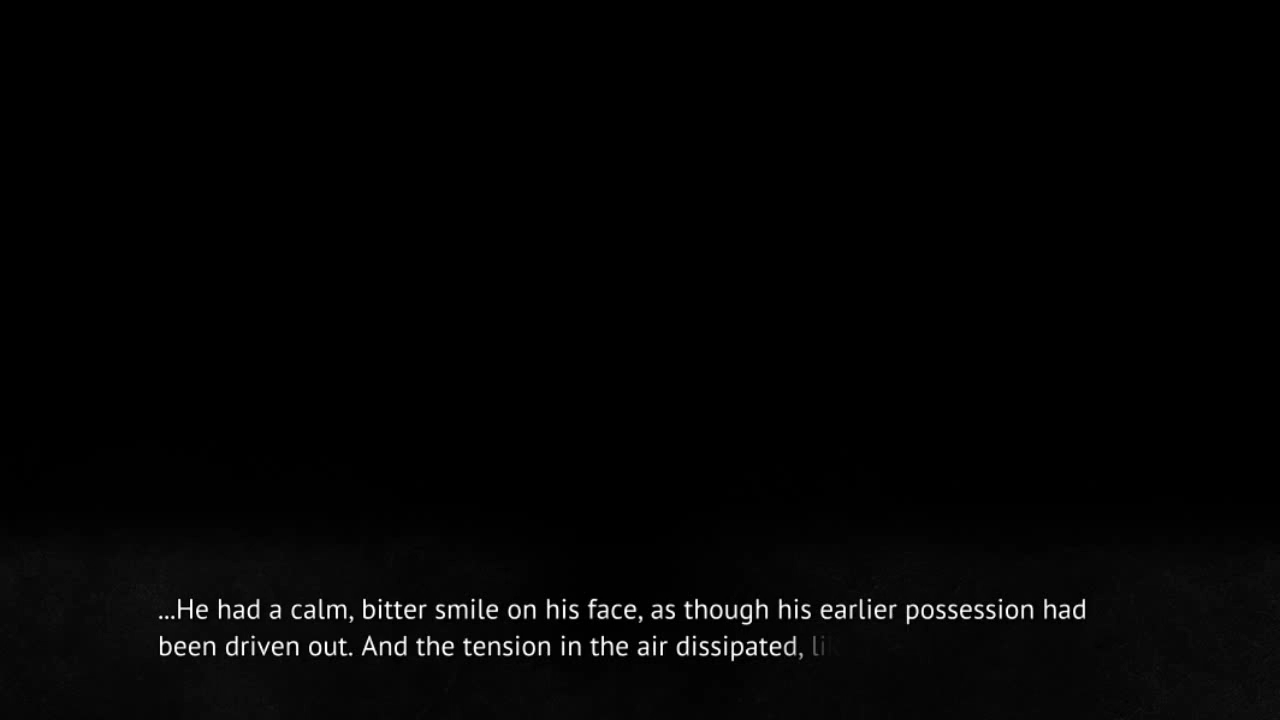 ...He had a calm, bitter smile on his face, as though his earlier possession had
been driven out. And the tension in the air dissipated,